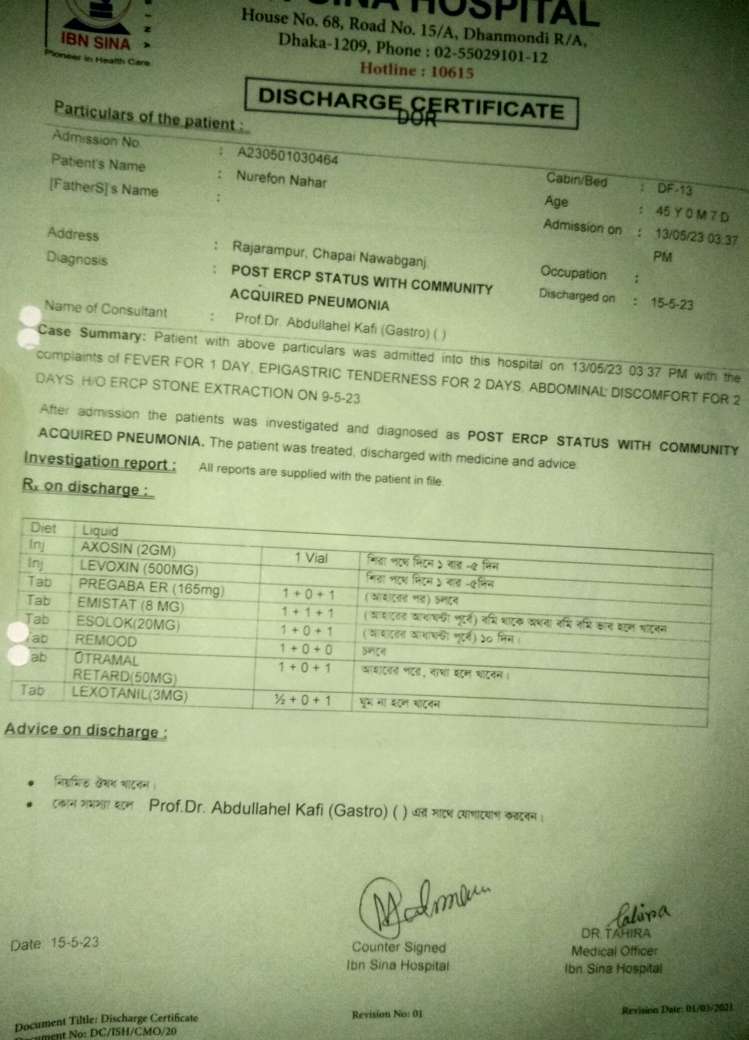 IBN SINA
Pioneer in Health Care
HOSPITAL
House No. 68, Road No. 15/A, Dhanmondi R/A,
Dhaka-1209, Phone : 02-55029101-12
Hotline : 10615
DISCHARGE CERTIFICATE
DOR
Particulars of the patient :
Admission No. : A230501030464 Cabin/Bed : DF-13
Patient's Name : Nurefon Nahar Age : 45 Y 0 M 7 D
[FatherS]'s Name : Admission on : 13/05/23 03.37 PM
Address : Rajarampur, Chapai Nawabganj. Occupation :
Diagnosis : POST ERCP STATUS WITH COMMUNITY Discharged on : 15-5-23
ACQUIRED PNEUMONIA
Name of Consultant : Prof.Dr. Abdullahel Kafi (Gastro) ( )
Case Summary: Patient with above particulars was admitted into this hospital on 13/05/23 03 37 PM with the
complaints of FEVER FOR 1 DAY, EPIGASTRIC TENDERNESS FOR 2 DAYS, ABDOMINAL DISCOMFORT FOR 2
DAYS. H/O ERCP STONE EXTRACTION ON 9-5-23
After admission the patients was investigated and diagnosed as POST ERCP STATUS WITH COMMUNITY
ACQUIRED PNEUMONIA. The patient was treated, discharged with medicine and advice.
Investigation report : All reports are supplied with the patient in file.
Rx on discharge :
Diet Liquid
Inj AXOSIN (2GM) 1 Vial শিরা পথে দিনে ১ বার -৫ দিন
Inj LEVOXIN (500MG) শিরা পথে দিনে ১ বার -৫দিন
Tab PREGABA ER (165mg) 1 + 0 + 1 (আহারের পর) চলবে
Tab EMISTAT (8 MG) 1 + 1 + 1 (আহারের আধাঘন্টা পূর্বে) বমি থাকে অথবা বমি বমি ভাব হলে খাবেন
Tab ESOLOK(20MG) 1 + 0 + 1 (আহারের আধাঘন্টা পূর্বে) ১০ দিন।
ab REMOOD 1 + 0 + 0 চলবে
ab OTRAMAL 1 + 0 + 1 আহারের পরে, ব্যথা হলে খাবেন।
RETARD(50MG)
Tab LEXOTANIL(3MG) ½ + 0 + 1 ঘুম না হলে খাবেন
Advice on discharge :
• নিয়মিত ঔষধ খাবেন।
• কোন সমস্যা হলে Prof.Dr. Abdullahel Kafi (Gastro) ( ) এর সাথে যোগাযোগ করবেন।
Date: 15-5-23
Counter Signed
Ibn Sina Hospital
DR.TAHIRA
Medical Officer
Ibn Sina Hospital
Document Tiltle: Discharge Certificate Revision No: 01 Revision Date: 01/03/2021
ment No: DC/ISH/CMO/20